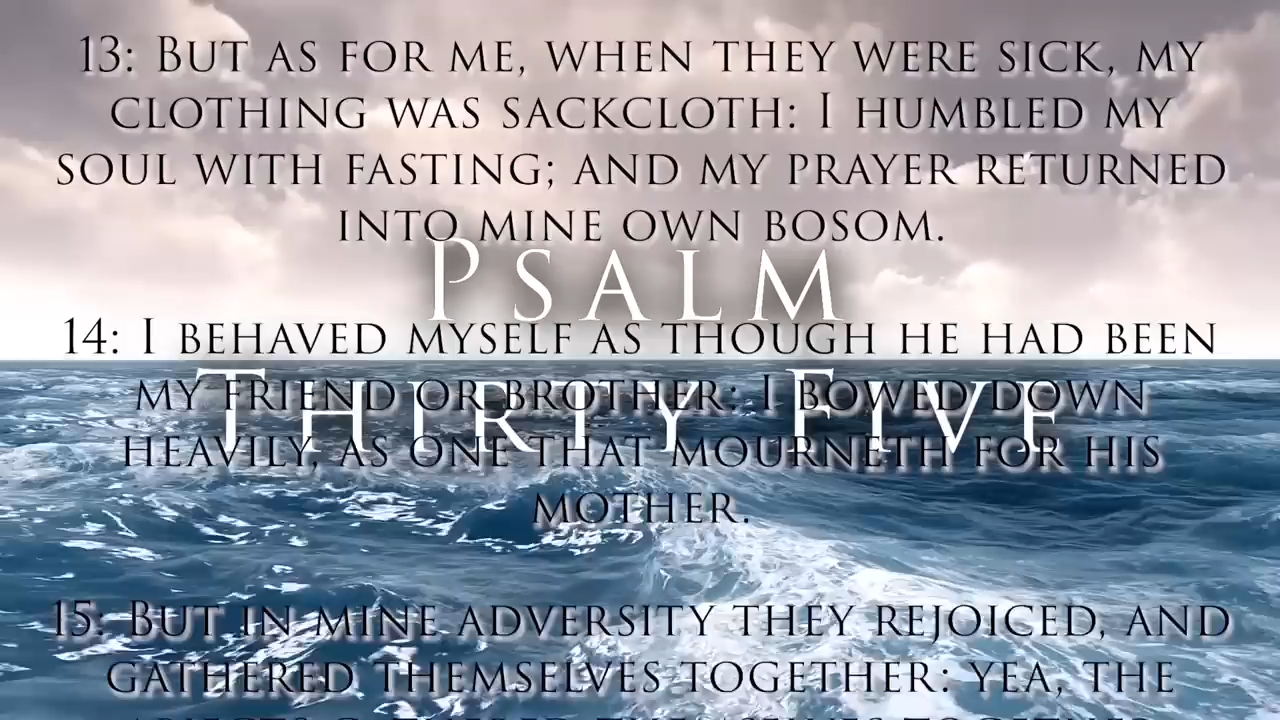 13: But as for me, when they were sick, my
clothing was sackcloth: I humbled my
soul with fasting; and my prayer returned
into mine own bosom.
Psalm
14: I behaved myself as though he had been
Thirty Five
my friend or brother: I bowed down
heavily, as one that mourneth for his
mother.
15: But in mine adversity they rejoiced, and
gathered themselves together: yea, the